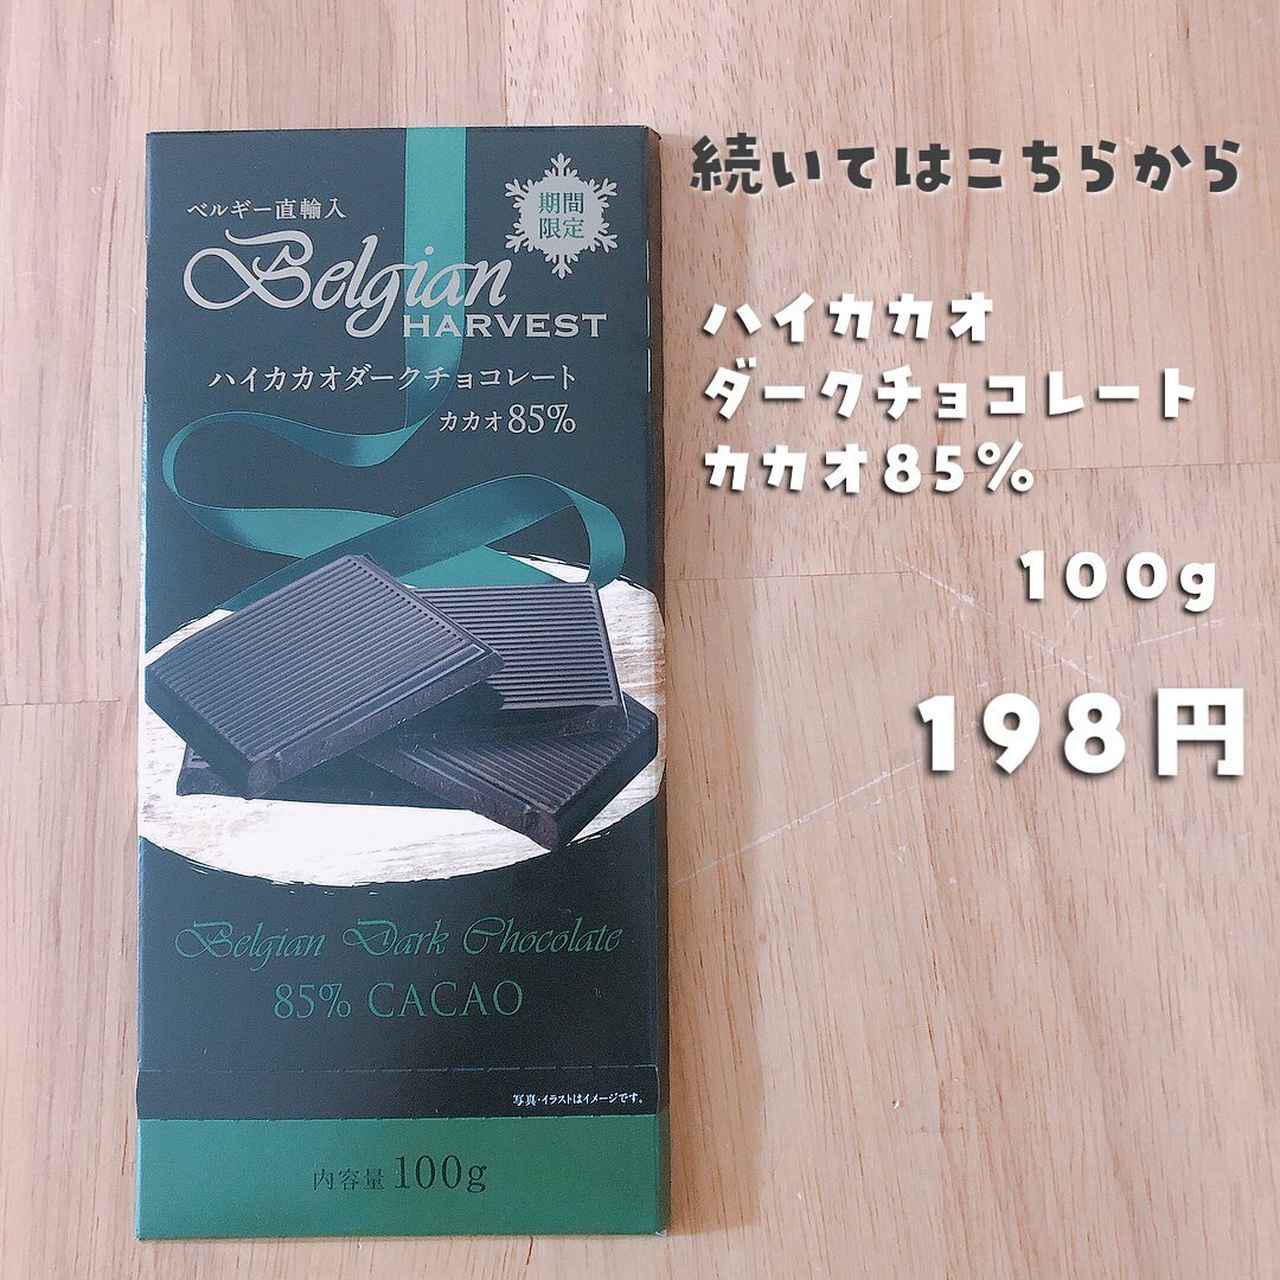 続いてはこちらから
ベルギー直輸入
期間
限定
Belgian
HARVEST
ハイカカオダークチョコレート
カカオ85%
ハイカカオ
ダークチョコレート
カカオ85%
100g
198円
Belgian Dark Chocolate
85% CACAO
写真・イラストはイメージです。
内容量 100g